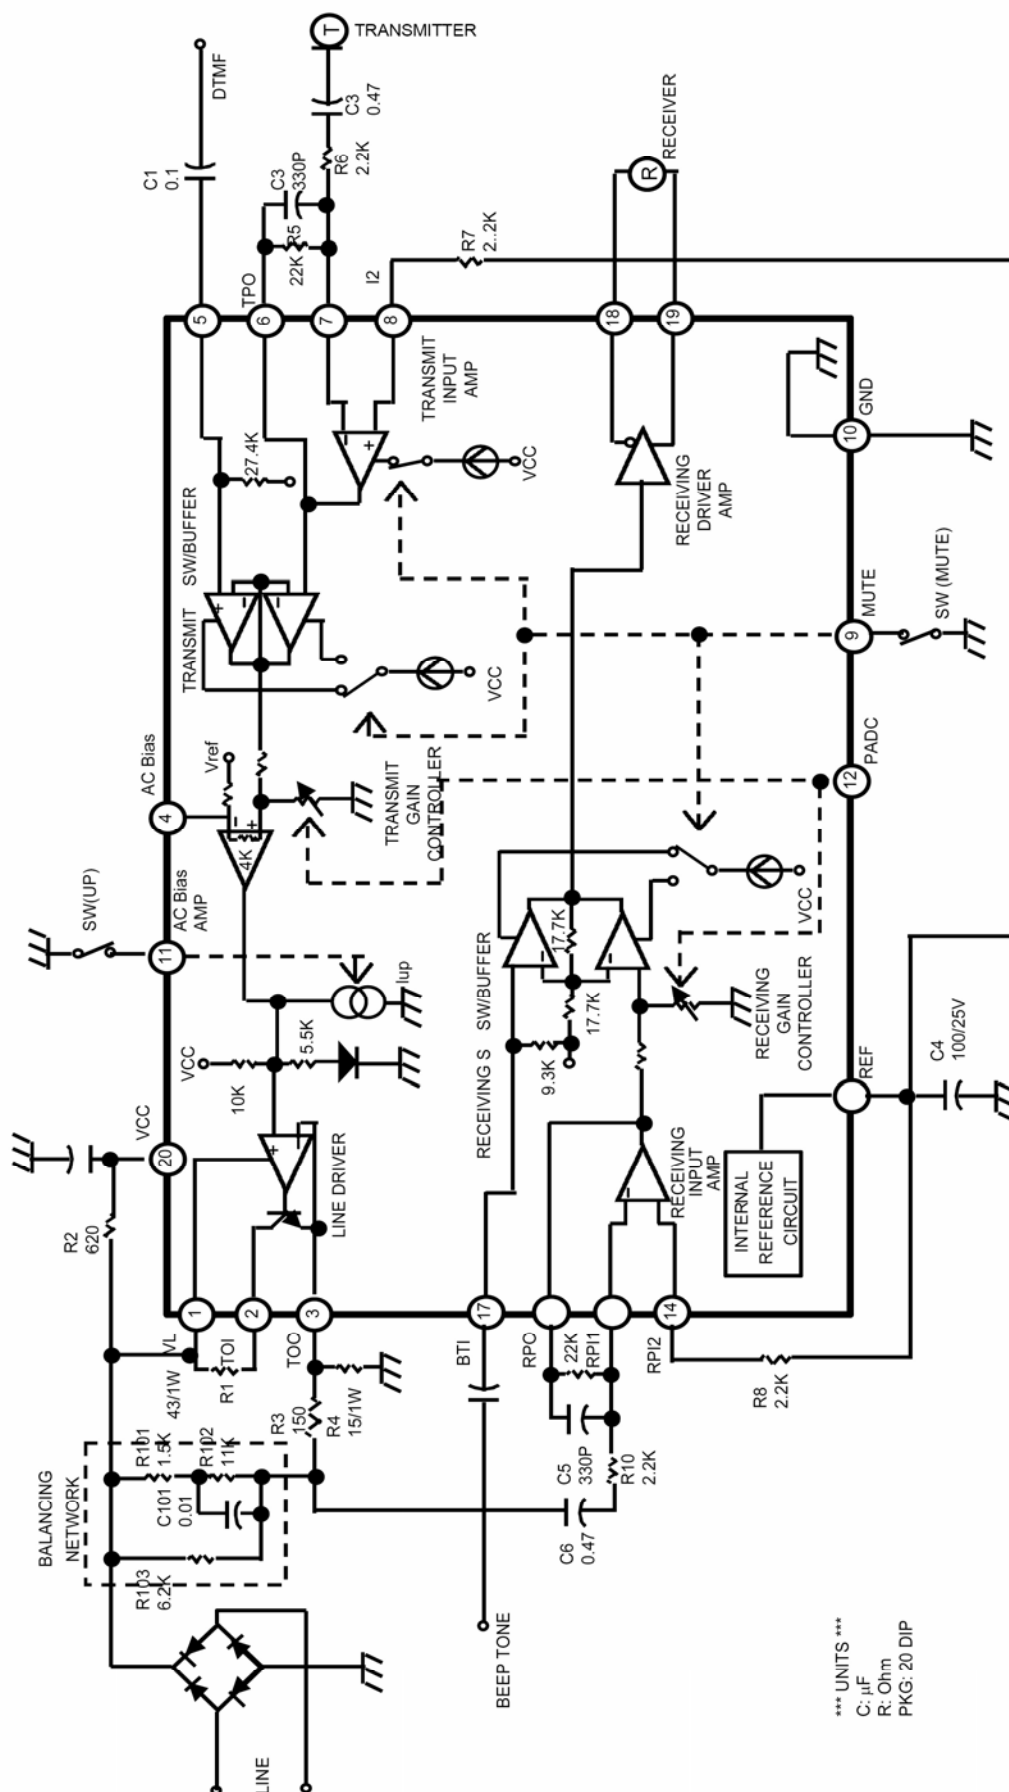 T
TRANSMITTER
DTMF
C1
0.1
C3
0.47
R6
2.2K
C3
330P
R5
22K
TPO
I2
R7
2..2K
R
RECEIVER
5
6
7
8
18
19
27.4K
TRANSMIT
INPUT
AMP
VCC
RECEIVING
DRIVER
AMP
10
GND
TRANSMIT SW/BUFFER
VCC
9
MUTE
SW (MUTE)
Vref
AC Bias
4
4K
TRANSMIT
GAIN
CONTROLLER
12
PADC
SW(UP)
11
AC Bias
AMP
Iup
VCC
10K
5.5K
RECEIVING S SW/BUFFER
17.7K
17.7K
9.3K
VCC
RECEIVING
GAIN
CONTROLLER
REF
C4
100/25V
20
VCC
R2
620
LINE DRIVER
RECEIVING
INPUT
AMP
INTERNAL
REFERENCE
CIRCUIT
1
2
3
17
14
VL
TOI
TOO
BTI
RPO
RPI1
RPI2
43/1W
R1
R3
150
R4
15/1W
22K
R8
2.2K
BALANCING
NETWORK
R101
1.5K
R102
11K
C101
0.01
R103
6.2K
C5
330P
R10
2.2K
C6
0.47
BEEP TONE
LINE
*** UNITS ***
C: μF
R: Ohm
PKG: 20 DIP